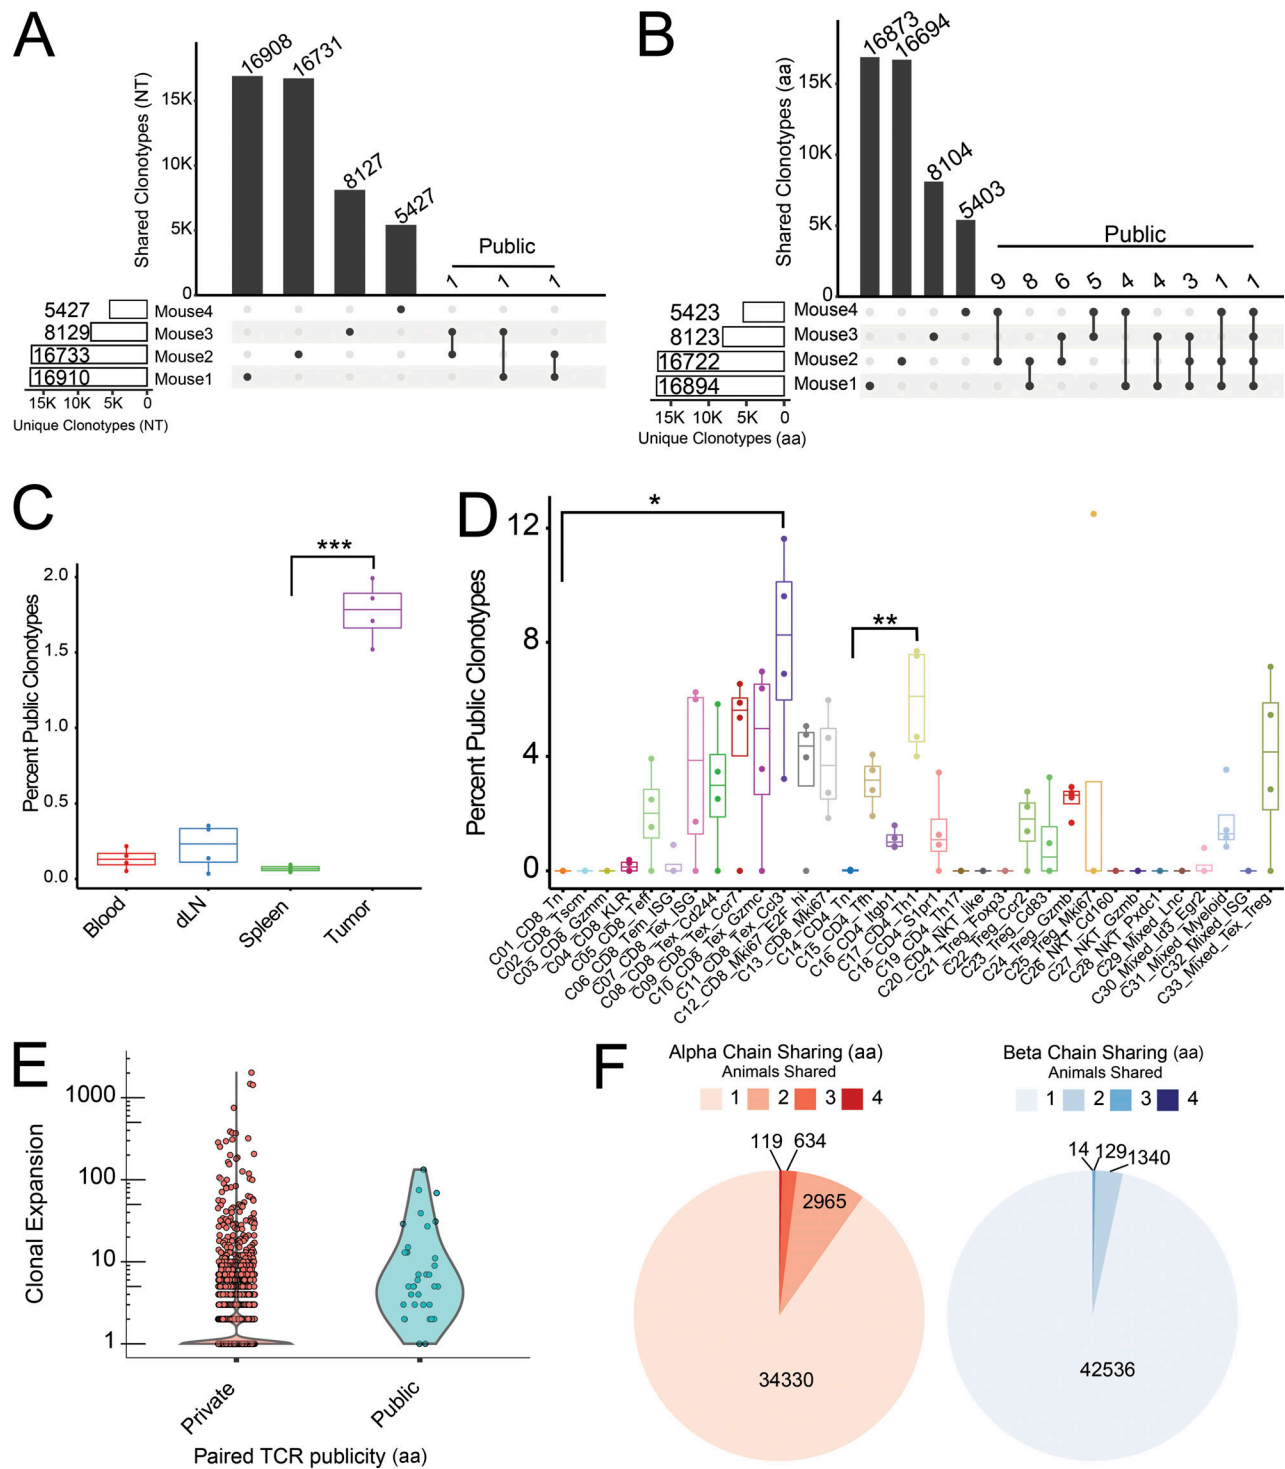 A
Shared Clonotypes (NT)
15K
10K
5K
0
16908
16731
8127
5427
Public
1
1
1
5427
8129
16733
16910
Mouse4
Mouse3
Mouse2
Mouse1
15K 10K 5K 0
Unique Clonotypes (NT)
B
Shared Clonotypes (aa)
15K
10K
5K
0
16873
16694
8104
5403
Public
9 8 6 5 4 4 3 1 1
5423
8123
16722
16894
Mouse4
Mouse3
Mouse2
Mouse1
15K 10K 5K 0
Unique Clonotypes (aa)
C
Percent Public Clonotypes
2.0
1.5
1.0
0.5
0.0
***
Blood
dLN
Spleen
Tumor
D
Percent Public Clonotypes
12
8
4
0
*
**
C01_CD8_Tn
C02_CD8_Tscm
C03_CD8_Gzmm
C04_CD8_KLR
C05_CD8_Teff
C06_CD8_Tem_ISG
C07_CD8_Tex_ISG
C08_CD8_Tex_Cd244
C09_CD8_Tex_Ccr7
C10_CD8_Tex_Gzmc
C11_CD8_Tex_Ccl3
C12_CD8_Mki67_E2F_hi
C13_CD8_Mki67
C14_CD4_Tn
C15_CD4_Tfh
C16_CD4_Itgb1
C17_CD4_Th1
C18_CD4_S1pr1
C19_CD4_Th17
C20_CD4_NKT_like
C21_Treg_Foxp3
C22_Treg_Ccr2
C23_Treg_Cd83
C24_Treg_Gzmb
C25_Treg_Mki67
C26_NKT_Cd160
C27_NKT_Gzmb
C28_NKT_Pxdc1
C29_Mixed_Lnc
C30_Mixed_Id3_Egr2
C31_Mixed_Myeloid
C32_Mixed_ISG
C33_Mixed_Tex_Treg
E
Clonal Expansion
1000
100
10
1
Private
Public
Paired TCR publicity (aa)
F
Alpha Chain Sharing (aa)
Animals Shared
1 2 3 4
119
634
2965
34330
Beta Chain Sharing (aa)
Animals Shared
1 2 3 4
14
129
1340
42536